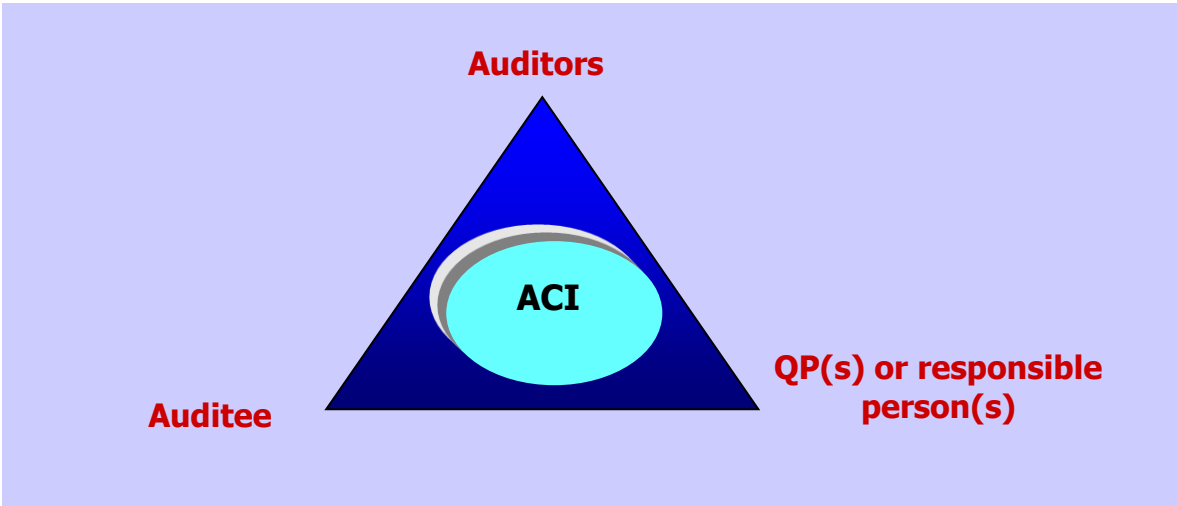 Auditors
ACI
QP(s) or responsible
person(s)
Auditee